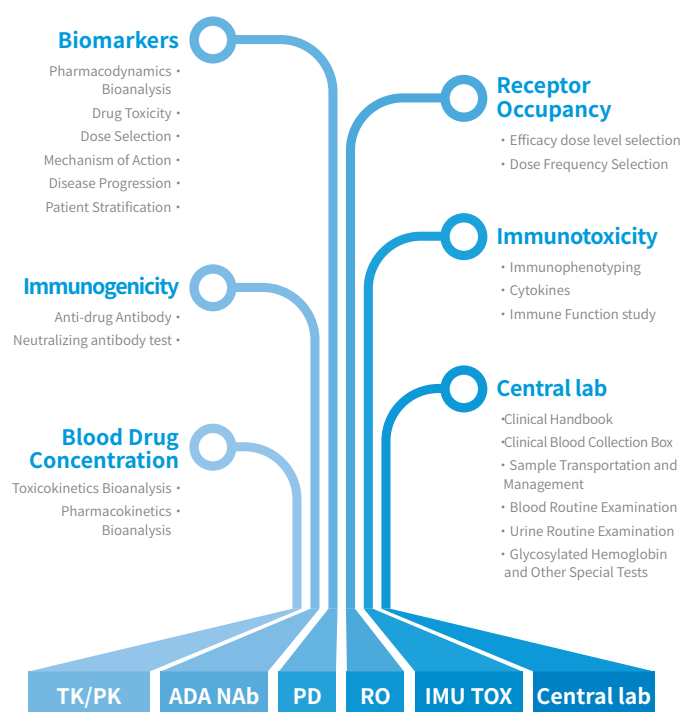 Biomarkers
Pharmacodynamics •
Bioanalysis
Drug Toxicity •
Dose Selection •
Mechanism of Action •
Disease Progression •
Patient Stratification •
Immunogenicity
Anti-drug Antibody •
Neutralizing antibody test •
Blood Drug
Concentration
Toxicokinetics Bioanalysis •
Pharmacokinetics •
Bioanalysis
Receptor
Occupancy
• Efficacy dose level selection
• Dose Frequency Selection
Immunotoxicity
• Immunophenotyping
• Cytokines
• Immune Function study
Central lab
•Clinical Handbook
•Clinical Blood Collection Box
• Sample Transportation and
Management
• Blood Routine Examination
• Urine Routine Examination
• Glycosylated Hemoglobin
and Other Special Tests
TK/PK
ADA NAb
PD
RO
IMU TOX
Central lab